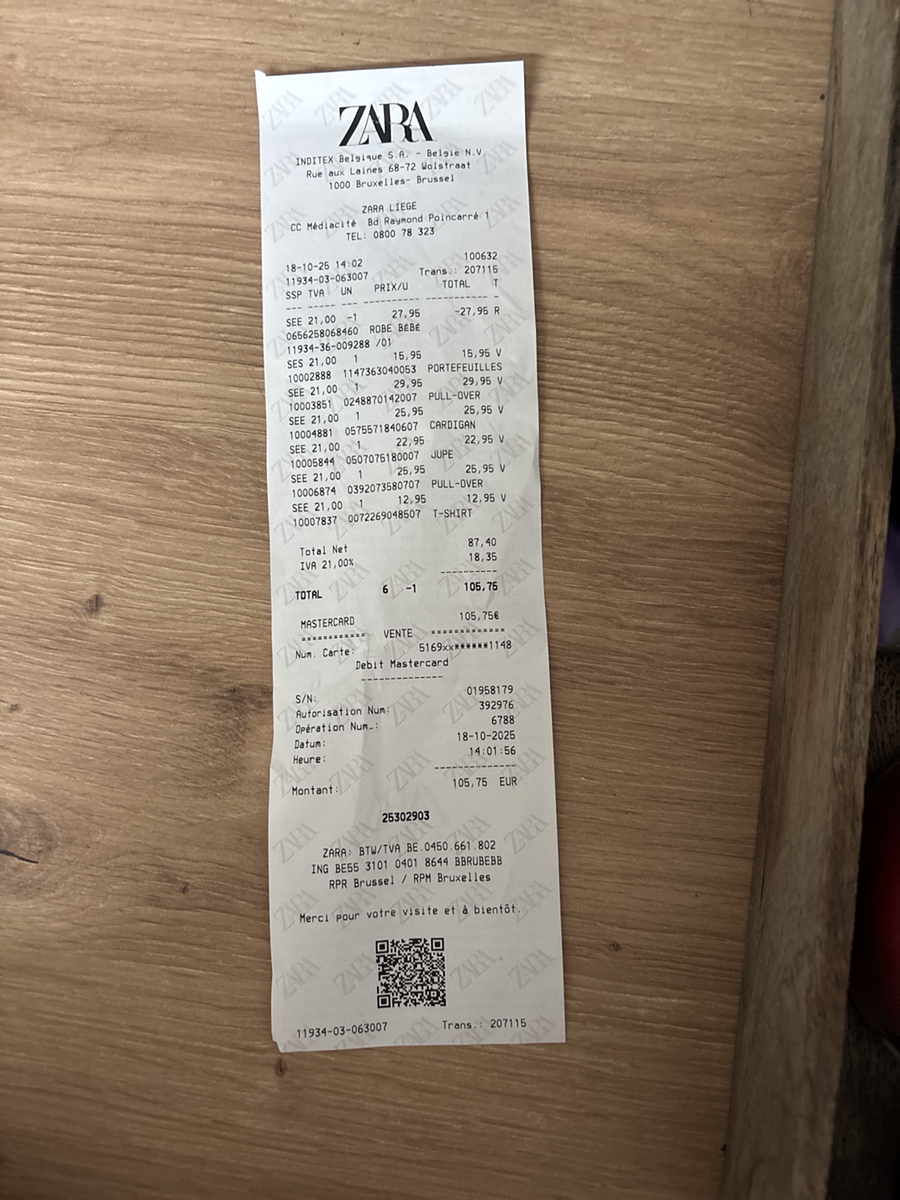 ZARA
INDITEX Belgique S.A. - Belgie N.V.
Rue aux Laines 68-72 Wolstraat
1000 Bruxelles- Brussel
ZARA LIEGE
CC Médiacité Bd Raymond Poincarré 1
TEL: 0800 78 323
18-10-25 14:02 100632
11934-03-063007 Trans.: 207115
SSP TVA UN PRIX/U TOTAL T
--- ----- --- ---------- ----------- -
SEE 21,00 -1 27,95 -27,95 R
0656258068460 ROBE BÉBÉ
11934-36-009288 /01
SES 21,00 1 15,95 15,95 V
10002888 1147363040053 PORTEFEUILLES
SEE 21,00 1 29,95 29,95 V
10003851 0248870142007 PULL-OVER
SEE 21,00 1 25,95 25,95 V
10004881 0575571840607 CARDIGAN
SEE 21,00 1 22,95 22,95 V
10005844 0507075180007 JUPE
SEE 21,00 1 25,95 25,95 V
10006874 0392073580707 PULL-OVER
SEE 21,00 1 12,95 12,95 V
10007837 0072269048507 T-SHIRT
Total Net 87,40
IVA 21,00% 18,35
----------
TOTAL 6 -1 105,75
MASTERCARD 105,75€
============ VENTE =============
Num. Carte: 5169xx******1148
Debit Mastercard
--------------
S/N: 01958179
Autorisation Num: 392976
Opération Num.: 6788
Datum: 18-10-2025
Heure: 14:01:56
--------------
Montant: 105,75 EUR
25302903
ZARA: BTW/TVA BE.0450.661.802
ING BE55 3101 0401 8644 BBRUBEBB
RPR Brussel / RPM Bruxelles
Merci pour votre visite et à bientôt.
11934-03-063007 Trans.: 207115